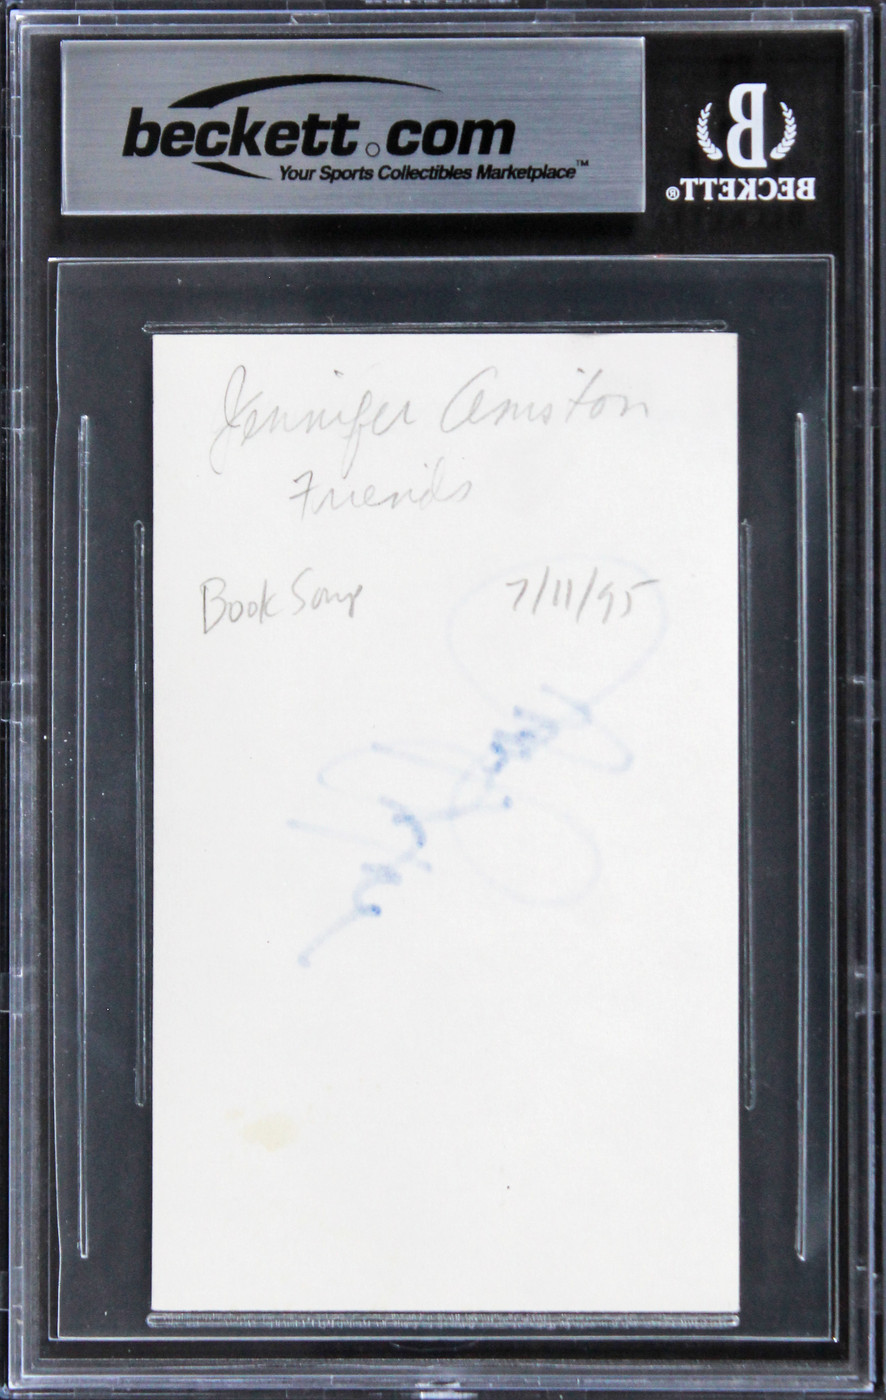 beckett.com
Your Sports Collectibles Marketplace™
B
BECKETT®
Jennifer Aniston
Friends
Book Soup 7/11/95